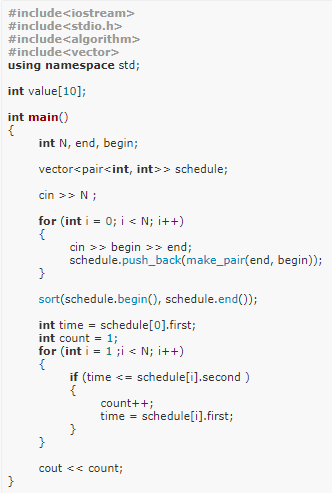 #include<iostream>
#include<stdio.h>
#include<algorithm>
#include<vector>
using namespace std;
int value[10];
int main()
{
int N, end, begin;
vector<pair<int, int>> schedule;
cin >> N ;
for (int i = 0; i < N; i++)
{
cin >> begin >> end;
schedule.push_back(make_pair(end, begin));
}
sort(schedule.begin(), schedule.end());
int time = schedule[0].first;
int count = 1;
for (int i = 1 ;i < N; i++)
{
if (time <= schedule[i].second )
{
count++;
time = schedule[i].first;
}
}
cout << count;
}